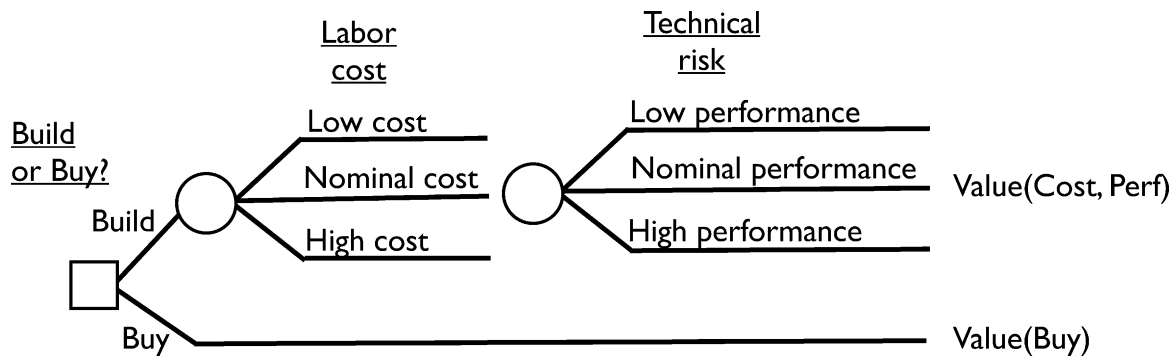 Labor
cost
Technical
risk
Build
or Buy?
Low cost
Nominal cost
High cost
Low performance
Nominal performance
High performance
Value(Cost, Perf)
Build
Buy
Value(Buy)